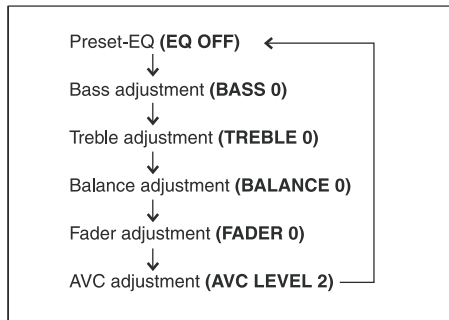 Preset-EQ (EQ OFF)
Bass adjustment (BASS 0)
Treble adjustment (TREBLE 0)
Balance adjustment (BALANCE 0)
Fader adjustment (FADER 0)
AVC adjustment (AVC LEVEL 2)